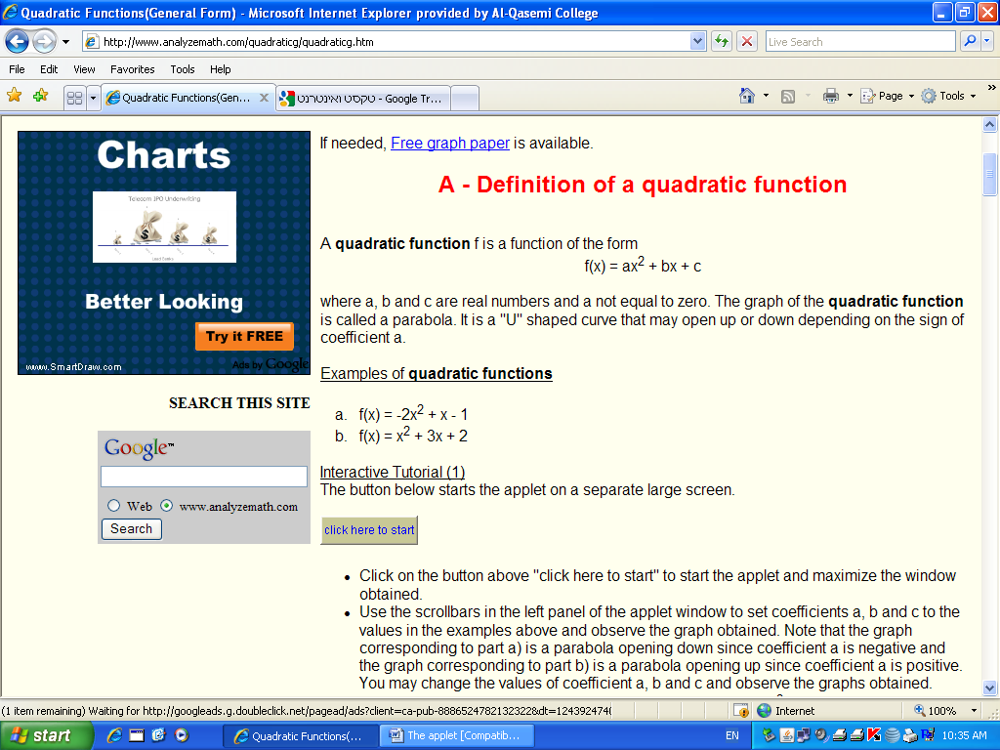 Quadratic Functions(General Form) - Microsoft Internet Explorer provided by Al-Qasemi College
http://www.analyzemath.com/quadraticg/quadraticg.htm
Live Search
File Edit View Favorites Tools Help
Quadratic Functions(Gen...
טקסט ואינטרנט - Google Tr...
Page
Tools
Charts
Telecom IPO Underwriting
Better Looking
Try it FREE
www.SmartDraw.com
Ads by Google
SEARCH THIS SITE
Google™
Web www.analyzemath.com
Search
If needed, Free graph paper is available.
A - Definition of a quadratic function
A quadratic function f is a function of the form
f(x) = ax² + bx + c
where a, b and c are real numbers and a not equal to zero. The graph of the quadratic function
is called a parabola. It is a "U" shaped curve that may open up or down depending on the sign of
coefficient a.
Examples of quadratic functions
a. f(x) = -2x² + x - 1
b. f(x) = x² + 3x + 2
Interactive Tutorial (1)
The button below starts the applet on a separate large screen.
click here to start
• Click on the button above "click here to start" to start the applet and maximize the window
obtained.
• Use the scrollbars in the left panel of the applet window to set coefficients a, b and c to the
values in the examples above and observe the graph obtained. Note that the graph
corresponding to part a) is a parabola opening down since coefficient a is negative and
the graph corresponding to part b) is a parabola opening up since coefficient a is positive.
You may change the values of coefficient a, b and c and observe the graphs obtained.
(1 item remaining) Waiting for http://googleads.g.doubleclick.net/pagead/ads?client=ca-pub-8886524782132322&dt=124392474(
Internet
100%
start
Quadratic Functions(...
The applet [Compatib...
EN
10:35 AM